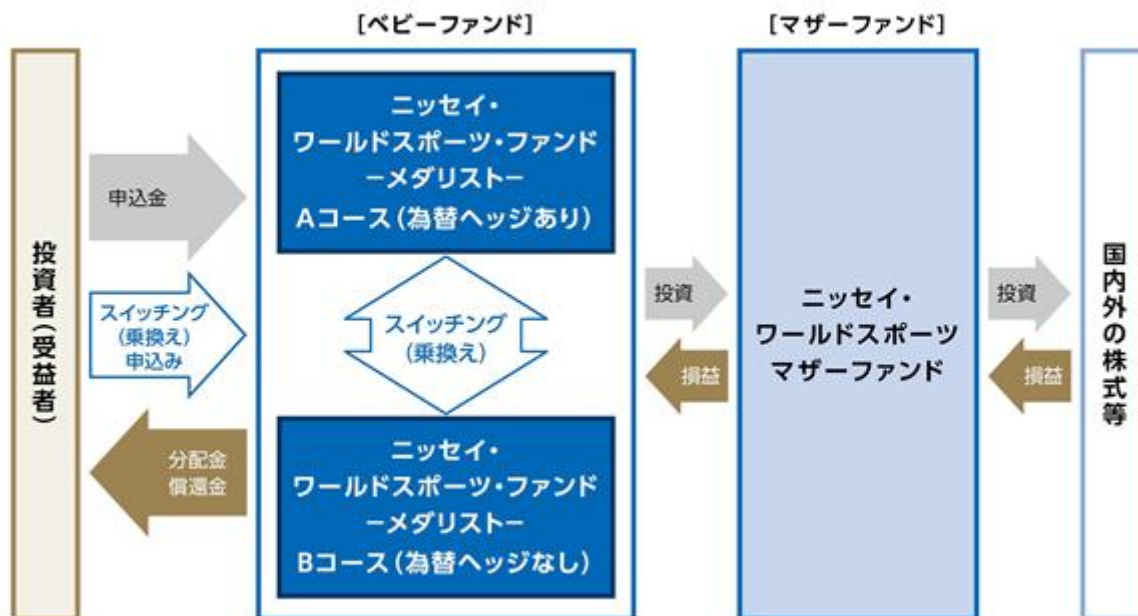 [ベビーファンド]
[マザーファンド]
投資者(受益者)
申込金
スイッチング
(乗換え)
申込み
分配金
償還金
ニッセイ・
ワールドスポーツ・ファンド
−メダリスト−
Aコース(為替ヘッジあり)
スイッチング
(乗換え)
ニッセイ・
ワールドスポーツ・ファンド
−メダリスト−
Bコース(為替ヘッジなし)
投資
損益
ニッセイ・
ワールドスポーツ
マザーファンド
投資
損益
国内外の株式等